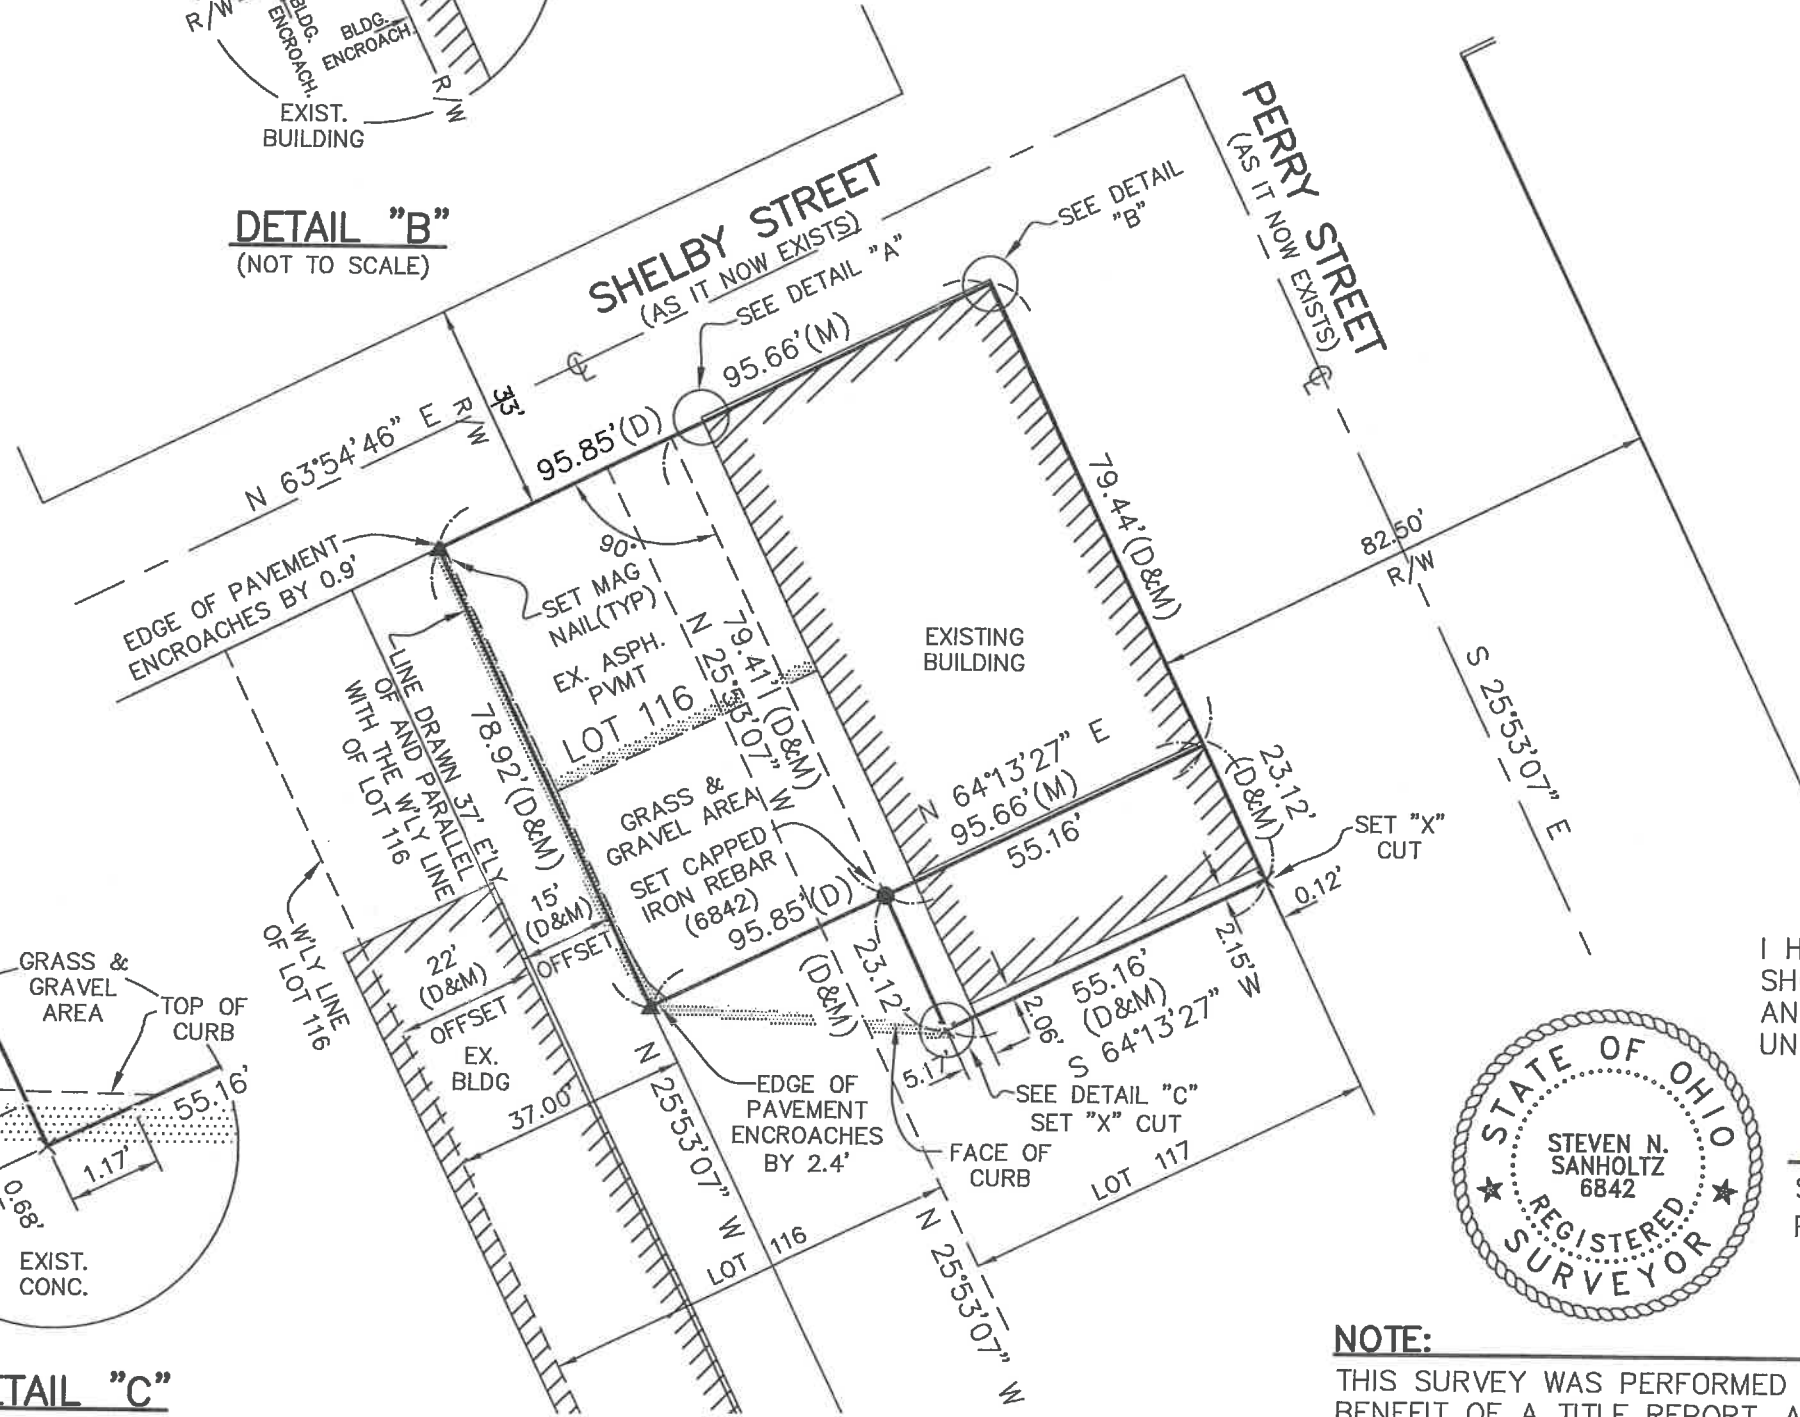 R/W
BLDG.
ENCROACH.
BLDG.
ENCROACH.
R/W
EXIST.
BUILDING
DETAIL "B"
(NOT TO SCALE)
SHELBY STREET
(AS IT NOW EXISTS)
PERRY STREET
(AS IT NOW EXISTS)
SEE DETAIL
"B"
SEE DETAIL "A"
95.66'(M)
95.85'(D)
33'
N 63°54'46" E
R/W
EDGE OF PAVEMENT
ENCROACHES BY 0.9'
90°
SET MAG
NAIL(TYP)
EX. ASPH.
PVMT
LOT 116
N 25°53'07" W
79.41'(D&M)
EXISTING
BUILDING
79.44'(D&M)
82.50'
R/W
S 25°53'07" E
LINE DRAWN 37' E'LY
OF AND PARALLEL
WITH THE W'LY LINE
OF LOT 116
78.92'(D&M)
GRASS &
GRAVEL AREA
SET CAPPED
IRON REBAR
(6842)
95.85'(D)
N 64°13'27" E
95.66'(M)
55.16'
23.12'
(D&M)
SET "X"
CUT
0.12'
2.15'
W'LY LINE
OF LOT 116
15'
(D&M)
OFFSET
22'
(D&M)
OFFSET
EX.
BLDG
37.00'
23.12'
(D&M)
2.06'
55.16'
(D&M)
S 64°13'27" W
5.17'
SEE DETAIL "C"
SET "X" CUT
EDGE OF
PAVEMENT
ENCROACHES
BY 2.4'
FACE OF
CURB
N 25°53'07" W
LOT 116
LOT 117
N 25°53'07" W
GRASS &
GRAVEL
AREA
TOP OF
CURB
55.16'
1.17'
0.68'
EXIST.
CONC.
TAIL "C"
I H
SH
AN
UN
STATE OF OHIO
STEVEN N.
SANHOLTZ
6842
REGISTERED
SURVEYOR
NOTE:
THIS SURVEY WAS PERFORMED
BENEFIT OF A TITLE REPORT. A